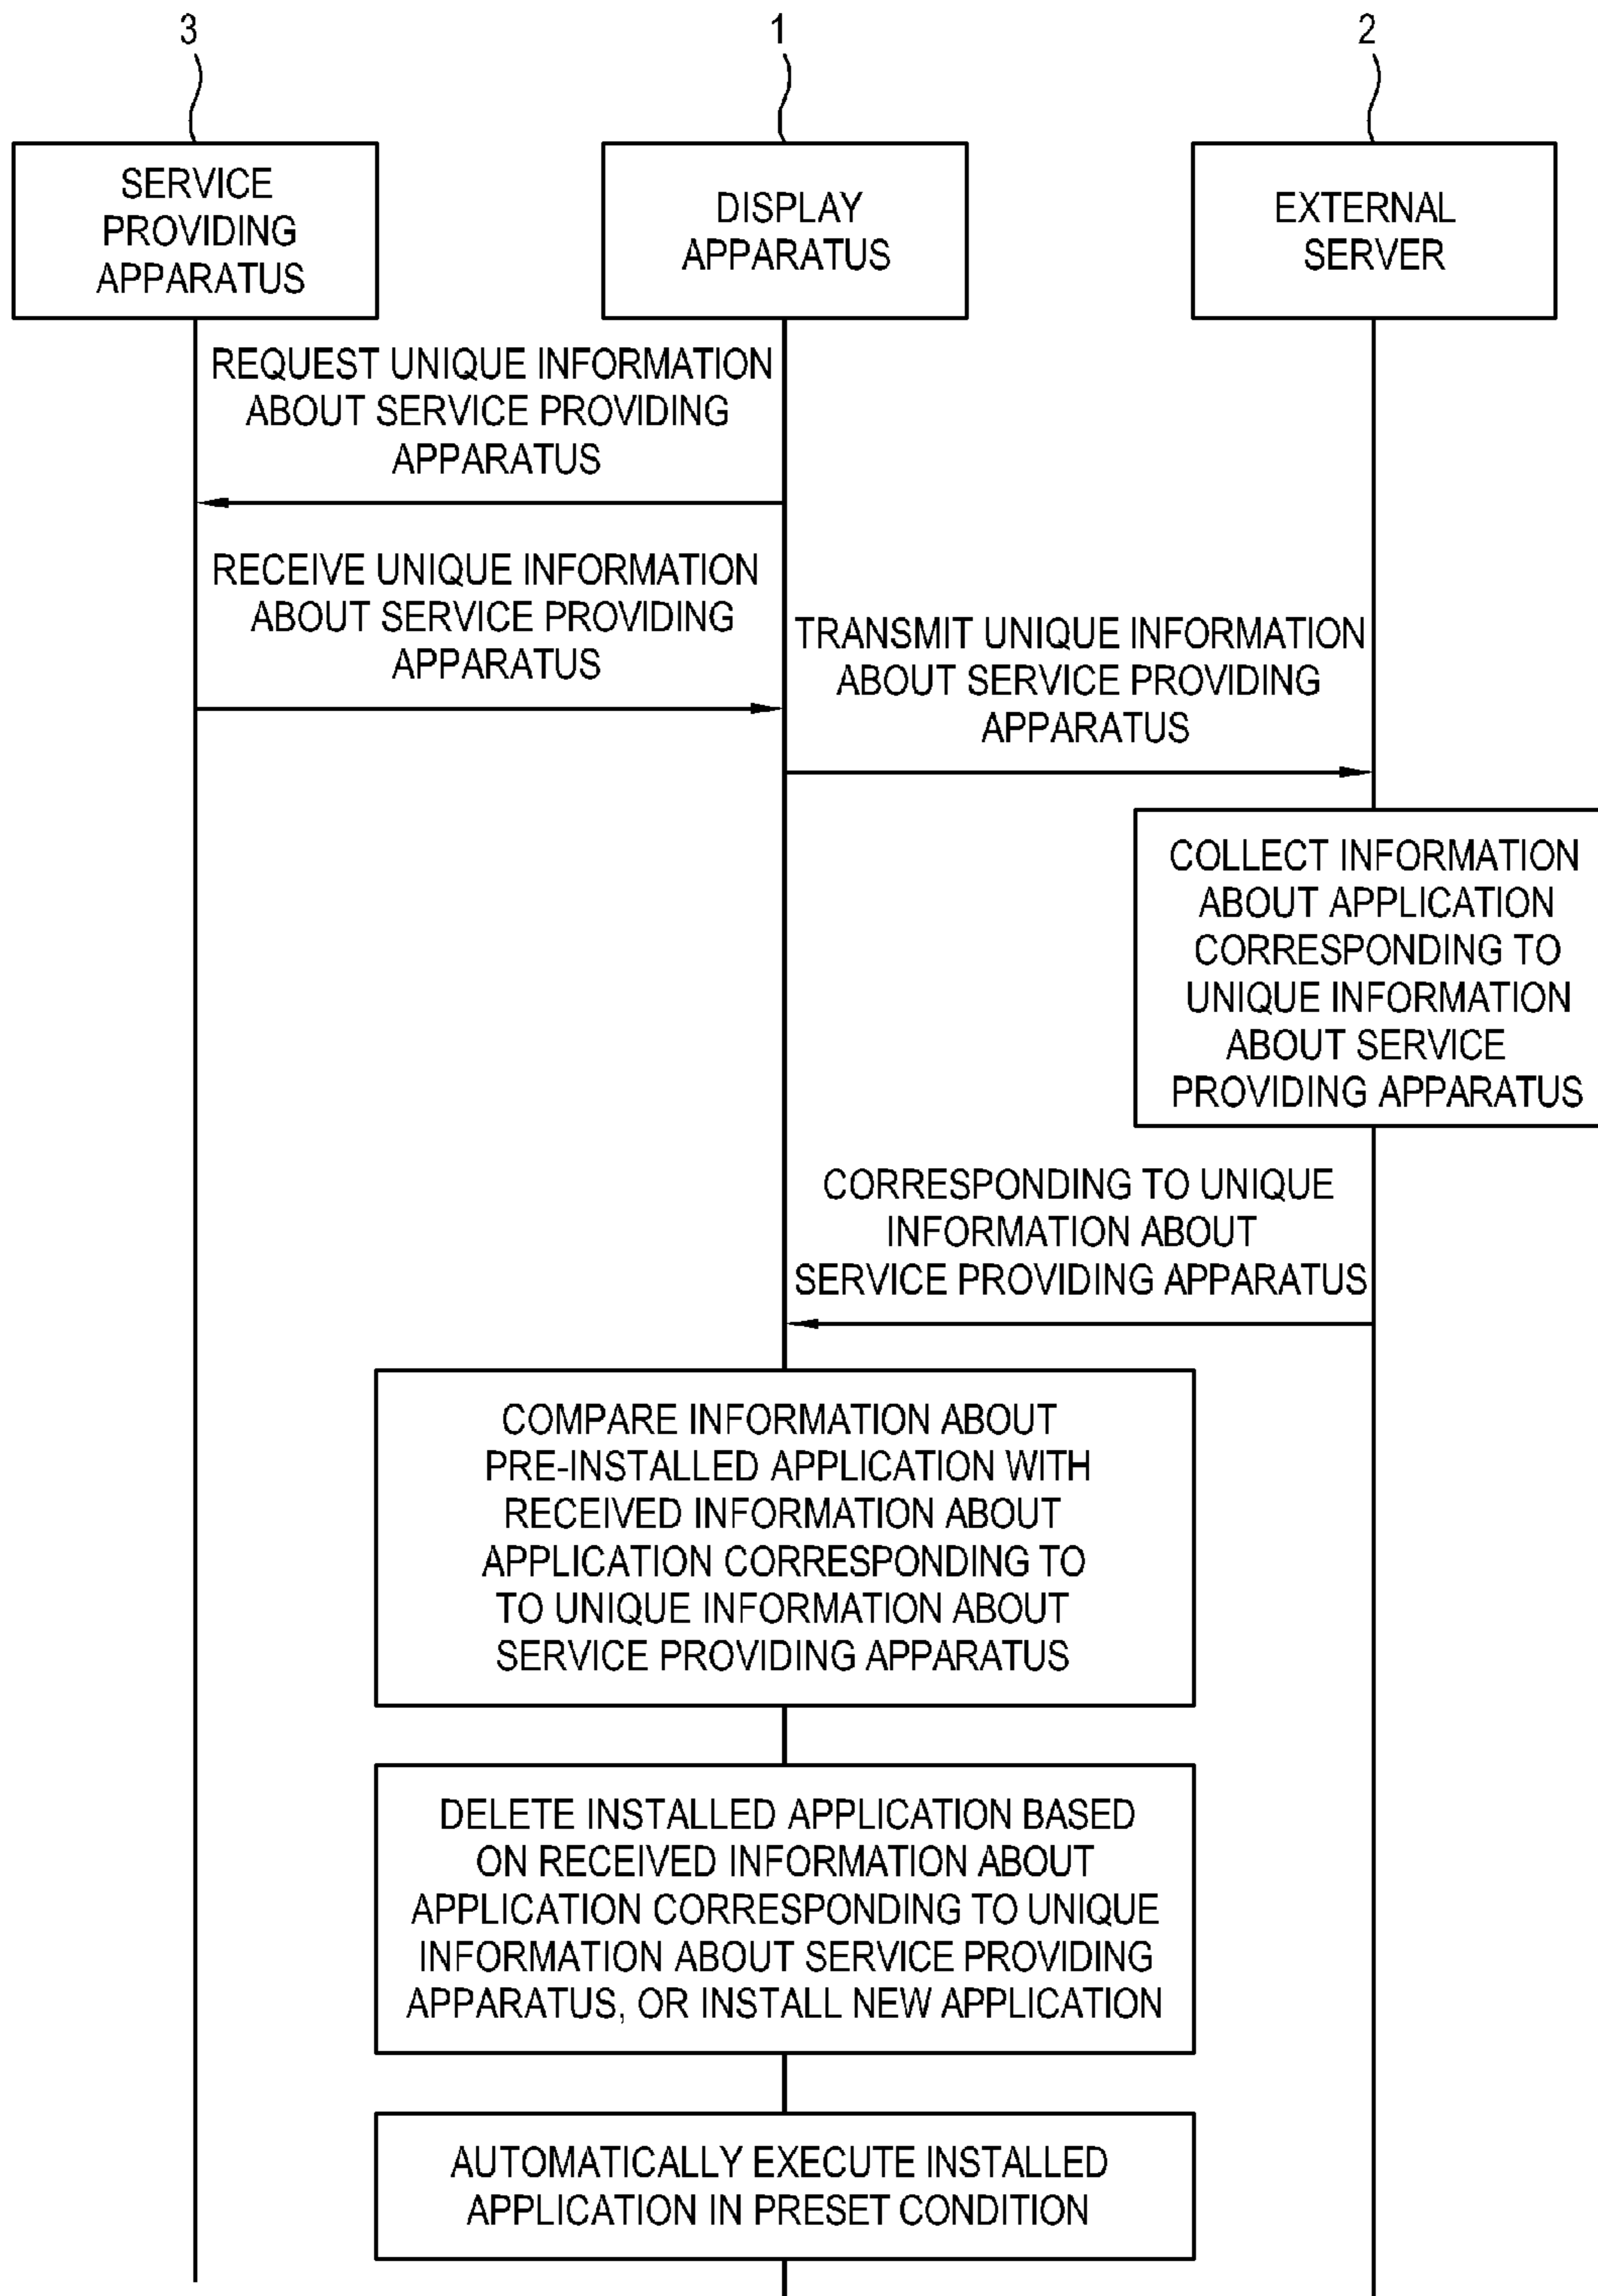 3
1
2
SERVICE
PROVIDING
APPARATUS
DISPLAY
APPARATUS
EXTERNAL
SERVER
REQUEST UNIQUE INFORMATION
ABOUT SERVICE PROVIDING
APPARATUS
RECEIVE UNIQUE INFORMATION
ABOUT SERVICE PROVIDING
APPARATUS
TRANSMIT UNIQUE INFORMATION
ABOUT SERVICE PROVIDING
APPARATUS
COLLECT INFORMATION
ABOUT APPLICATION
CORRESPONDING TO
UNIQUE INFORMATION
ABOUT SERVICE
PROVIDING APPARATUS
CORRESPONDING TO UNIQUE
INFORMATION ABOUT
SERVICE PROVIDING APPARATUS
COMPARE INFORMATION ABOUT
PRE-INSTALLED APPLICATION WITH
RECEIVED INFORMATION ABOUT
APPLICATION CORRESPONDING TO
TO UNIQUE INFORMATION ABOUT
SERVICE PROVIDING APPARATUS
DELETE INSTALLED APPLICATION BASED
ON RECEIVED INFORMATION ABOUT
APPLICATION CORRESPONDING TO UNIQUE
INFORMATION ABOUT SERVICE PROVIDING
APPARATUS, OR INSTALL NEW APPLICATION
AUTOMATICALLY EXECUTE INSTALLED
APPLICATION IN PRESET CONDITION